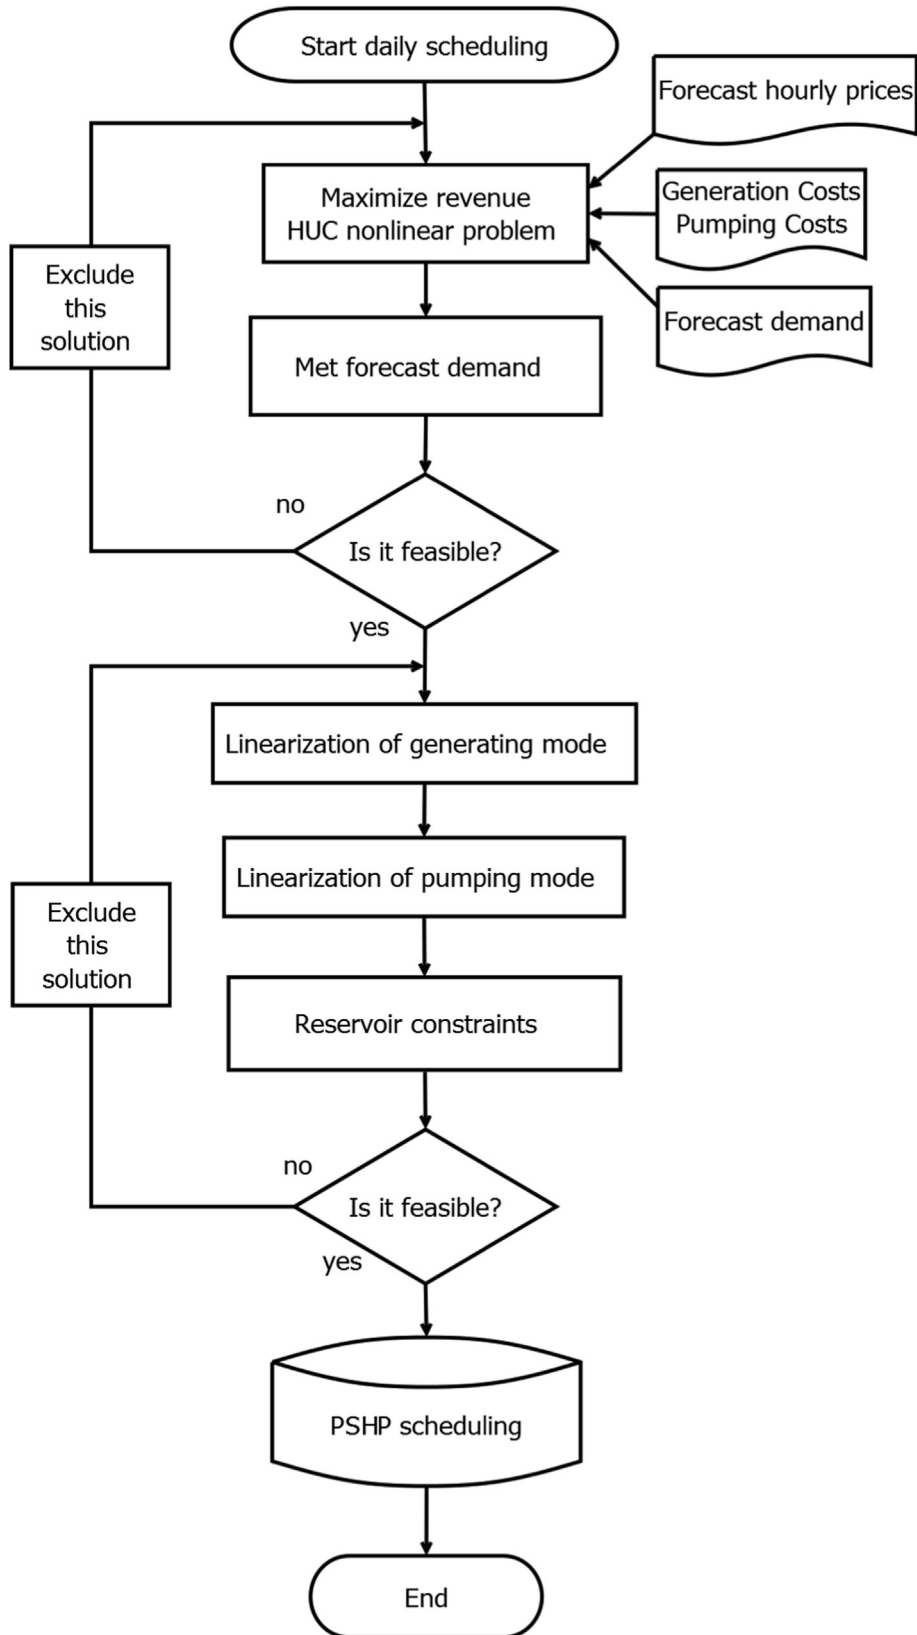 Start daily scheduling
Forecast hourly prices
Maximize revenue
HUC nonlinear problem
Generation Costs
Pumping Costs
Exclude
this
solution
Forecast demand
Met forecast demand
no
Is it feasible?
yes
Linearization of generating mode
Linearization of pumping mode
Exclude
this
solution
Reservoir constraints
no
Is it feasible?
yes
PSHP scheduling
End